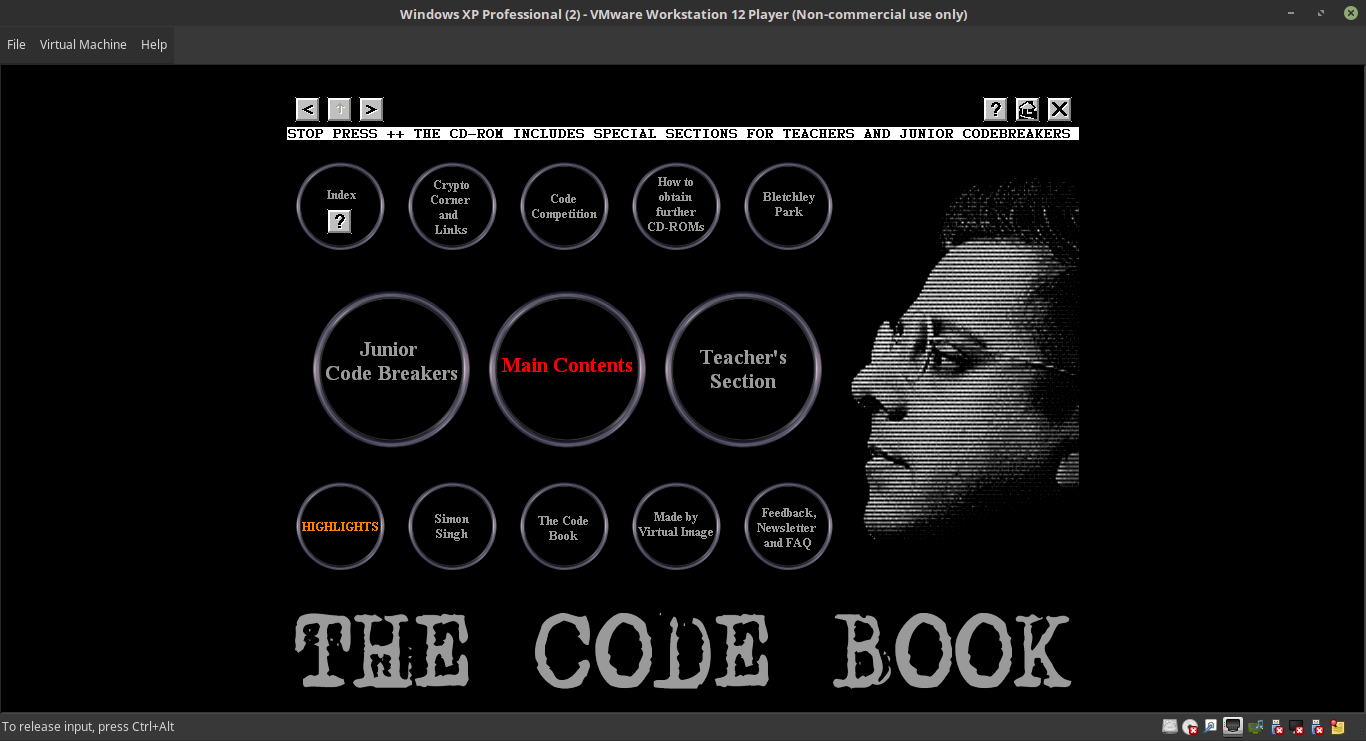 Windows XP Professional (2) - VMware Workstation 12 Player (Non-commercial use only)
File Virtual Machine Help
< ↑ > ? X
STOP PRESS ++ THE CD-ROM INCLUDES SPECIAL SECTIONS FOR TEACHERS AND JUNIOR CODEBREAKERS
Index
?
Crypto
Corner
and
Links
Code
Competition
How to
obtain
further
CD-ROMs
Bletchley
Park
Junior
Code Breakers
Main Contents
Teacher's
Section
HIGHLIGHTS
Simon
Singh
The Code
Book
Made by
Virtual Image
Feedback,
Newsletter
and FAQ
THE CODE BOOK
To release input, press Ctrl+Alt